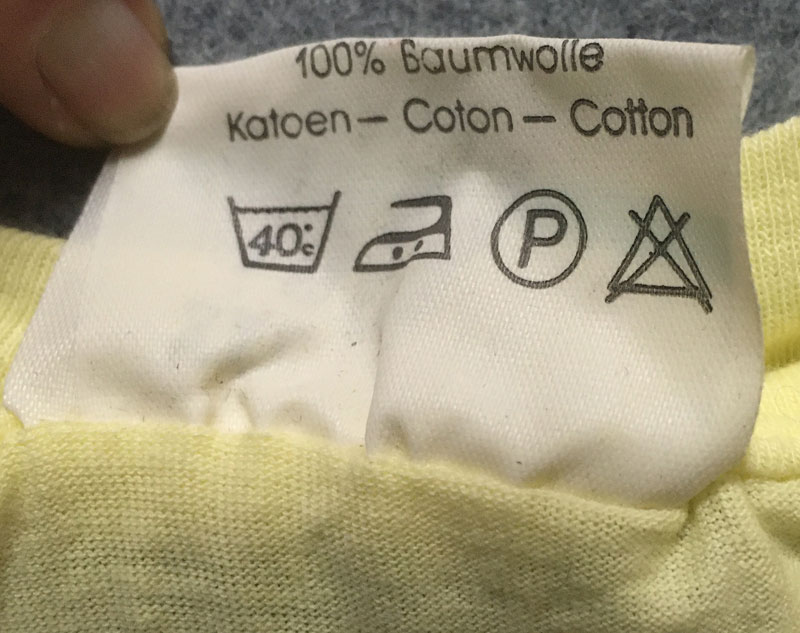 100% Baumwolle
Katoen – Coton – Cotton
40°C P